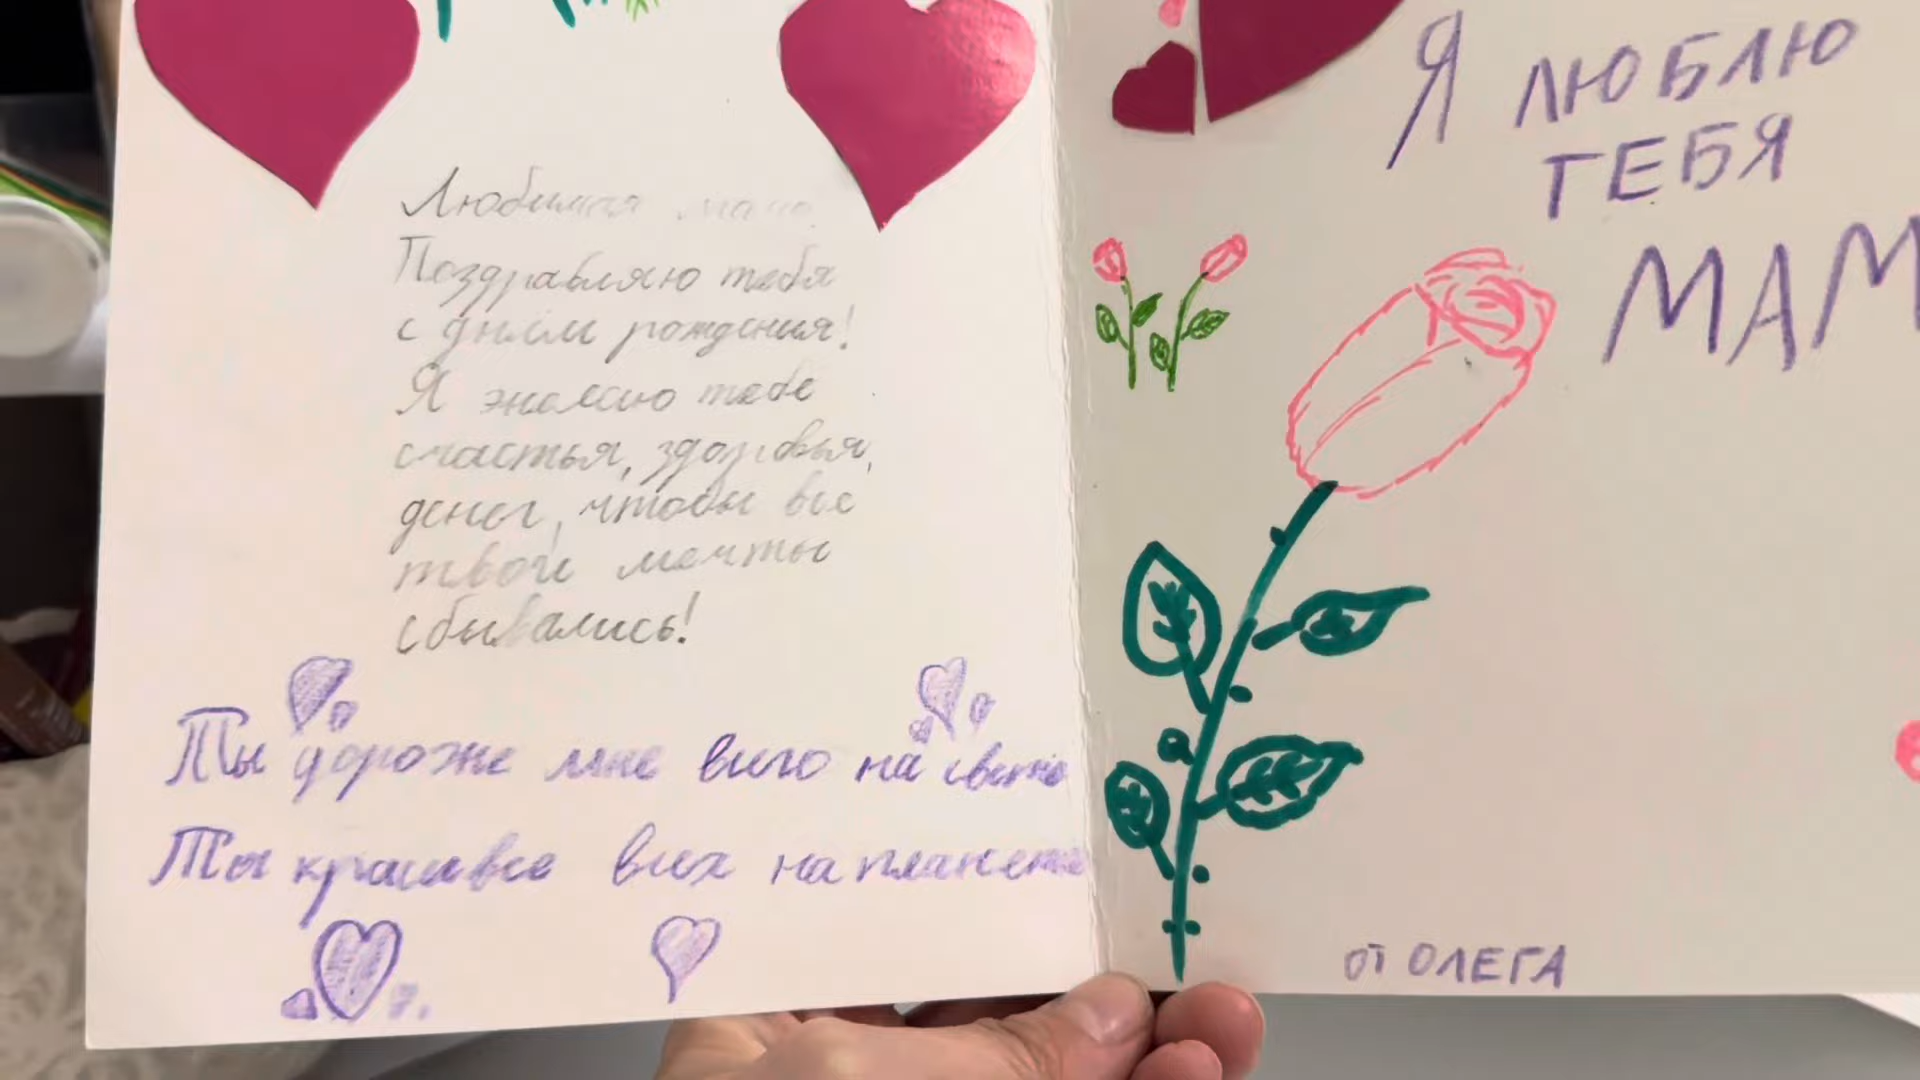 Любимая мама
Поздравляю тебя
с днём рождения!
Я желаю тебе
счастья, здоровья,
денег, чтобы все
твои мечты
сбывались!
Ты дороже мне всего на свете
Ты красивее всех на планете
Я ЛЮБЛЮ
ТЕБЯ
МАМ
ОТ ОЛЕГА